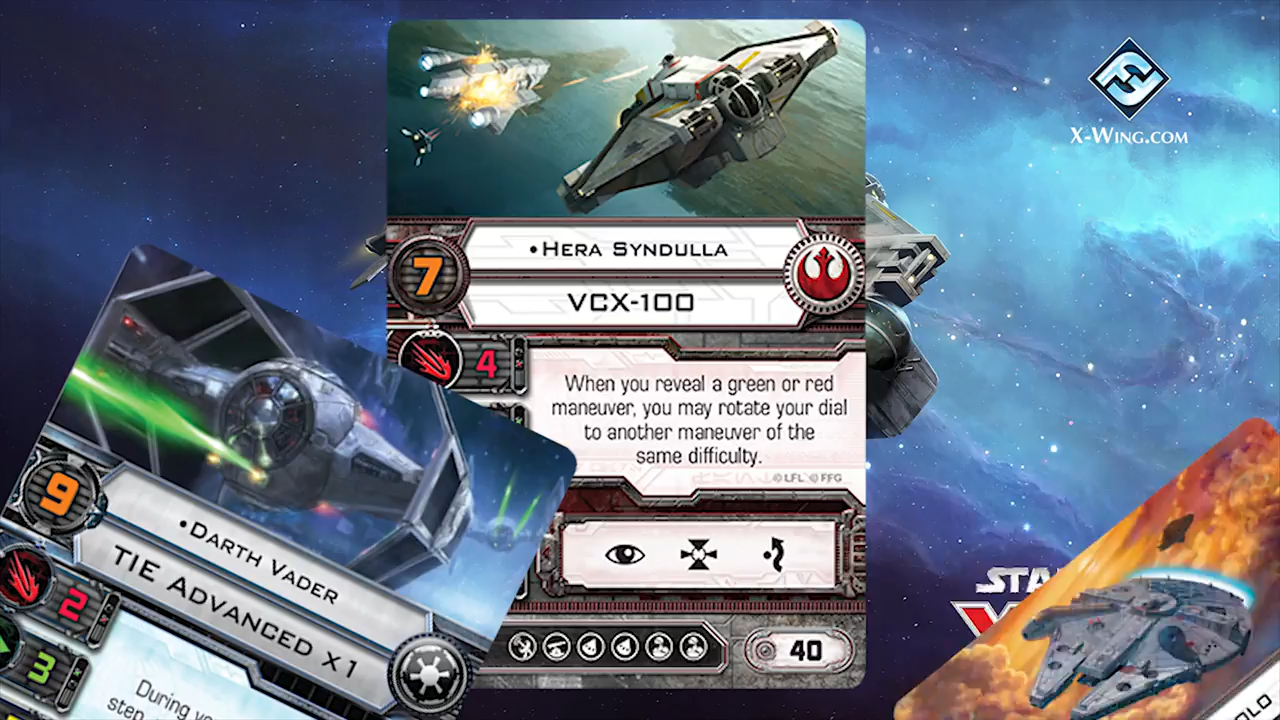 X-Wing.com
•Hera Syndulla
7
VCX-100
4
When you reveal a green or red
maneuver, you may rotate your dial
to another maneuver of the
same difficulty.
© LFL © FFG
40
9
•Darth Vader
TIE Advanced x1
2
3
During
step,
STA